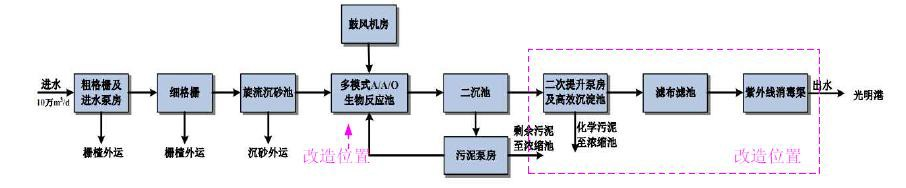 鼓风机房
进水
10万m³/d
粗格栅及
进水泵房
细格栅
旋流沉砂池
多模式A/A/O
生物反应池
二沉池
二次提升泵房
及高效沉淀池
滤布滤池
紫外线消毒渠
出水
光明港
栅渣外运
栅渣外运
沉砂外运
改造位置
污泥泵房
剩余污泥
至浓缩池
化学污泥
至浓缩池
改造位置